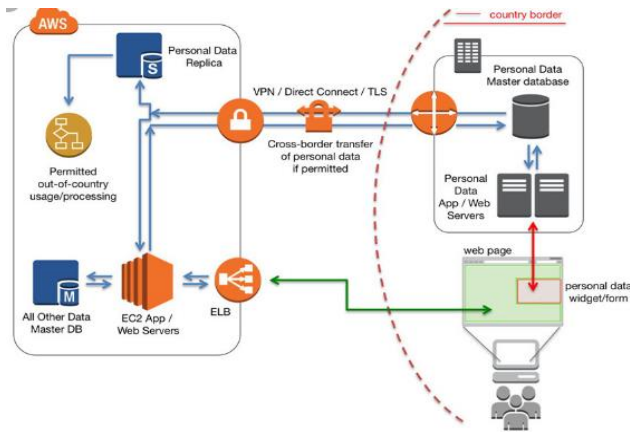 AWS
country border
Personal Data
Replica
S
VPN / Direct Connect / TLS
Cross-border transfer
of personal data
if permitted
Personal Data
Master database
Permitted
out-of-country
usage/processing
Personal
Data
App / Web
Servers
web page
personal data
widget/form
M
All Other Data
Master DB
EC2 App /
Web Servers
ELB